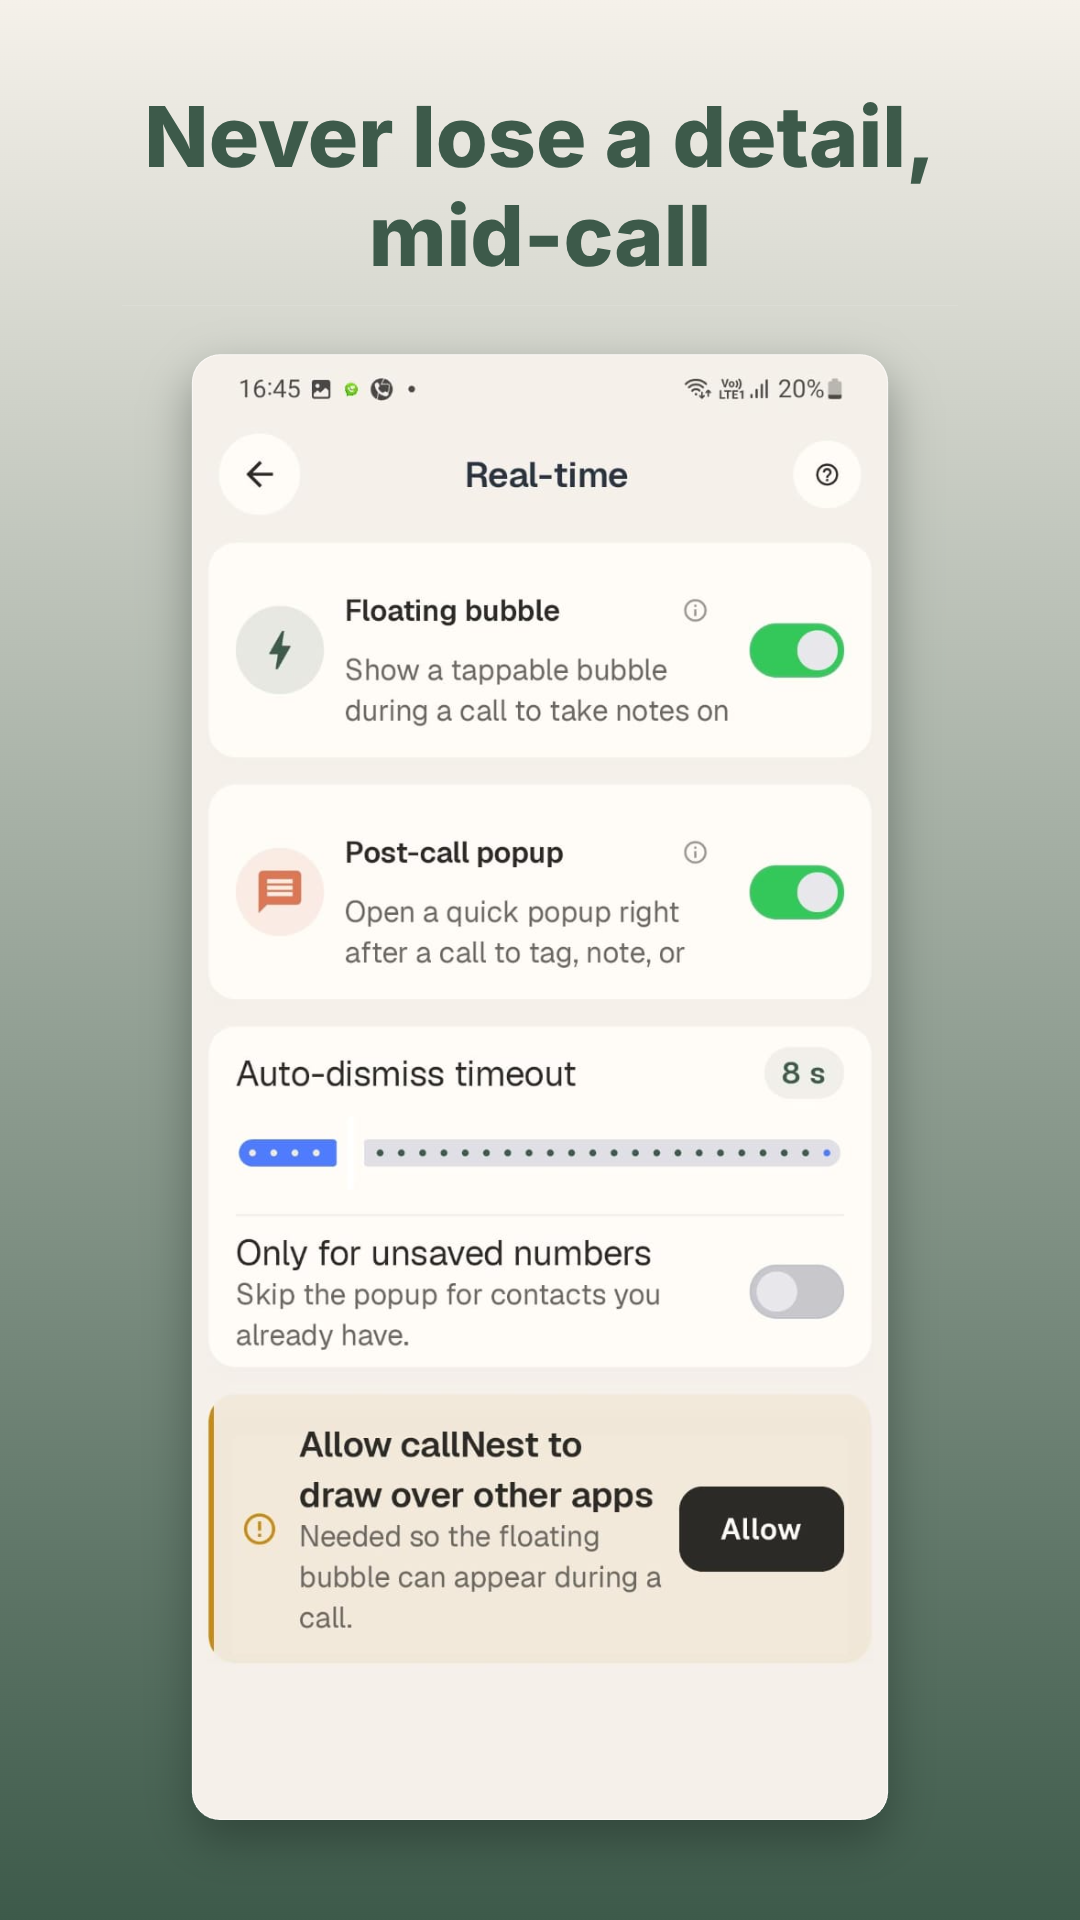 Never lose a detail,
mid-call
16:45
Vo)) LTE1 20%
Real-time
Floating bubble
Show a tappable bubble
during a call to take notes on
Post-call popup
Open a quick popup right
after a call to tag, note, or
Auto-dismiss timeout
8 s
Only for unsaved numbers
Skip the popup for contacts you
already have.
Allow callNest to
draw over other apps
Needed so the floating
bubble can appear during a
call.
Allow